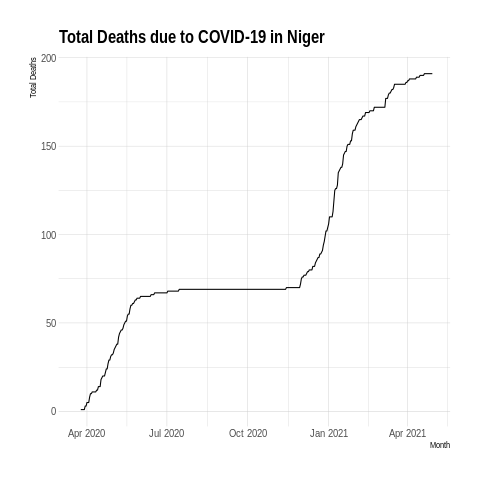 Total Deaths due to COVID-19 in Niger
Total Deaths
200
150
100
50
0
Apr 2020 Jul 2020 Oct 2020 Jan 2021 Apr 2021
Month